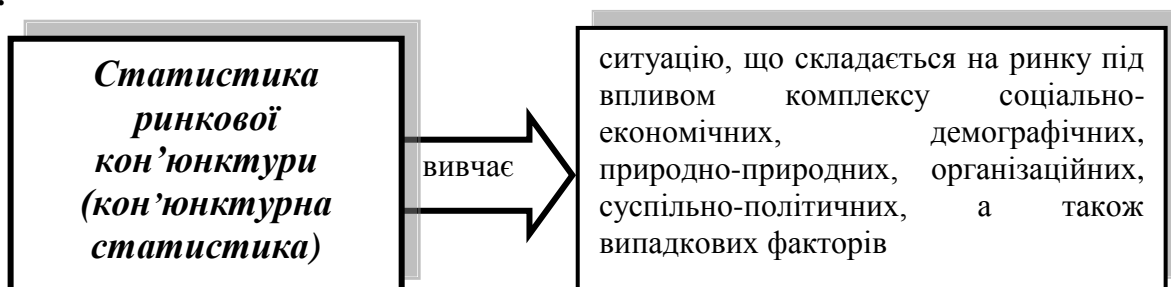 Статистика
ринкової
кон’юнктури
(кон’юнктурна
статистика)
вивчає
ситуацію, що складається на ринку під
впливом комплексу соціально-
економічних, демографічних,
природно-природних, організаційних,
суспільно-політичних, а також
випадкових факторів